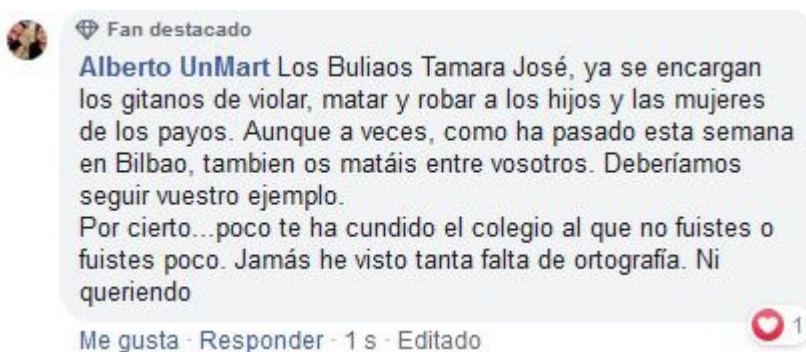 Fan destacado
Alberto UnMart Los Buliaos Tamara José, ya se encargan
los gitanos de violar, matar y robar a los hijos y las mujeres
de los payos. Aunque a veces, como ha pasado esta semana
en Bilbao, tambien os matáis entre vosotros. Deberíamos
seguir vuestro ejemplo.
Por cierto...poco te ha cundido el colegio al que no fuistes o
fuistes poco. Jamás he visto tanta falta de ortografía. Ni
queriendo
1
Me gusta · Responder · 1 s · Editado